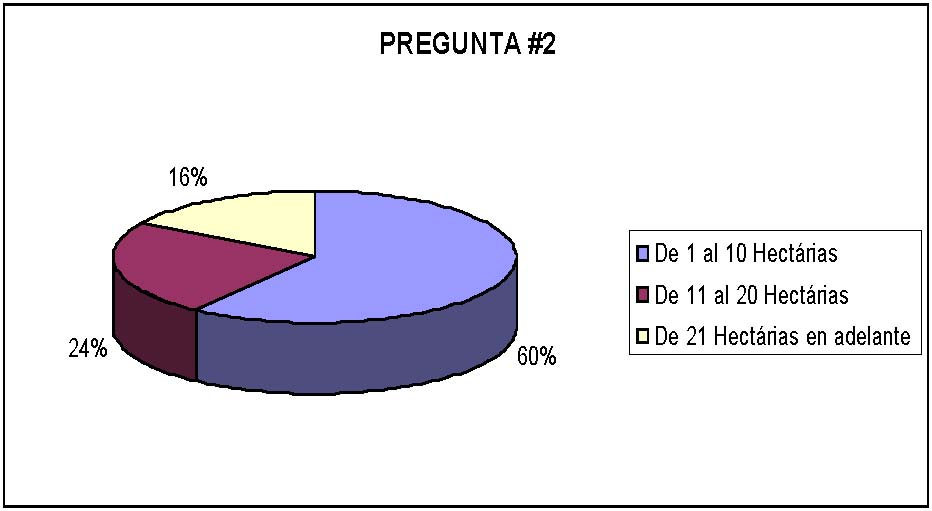 PREGUNTA #2
16%
24%
60%
De 1 al 10 Hectárias
De 11 al 20 Hectárias
De 21 Hectárias en adelante